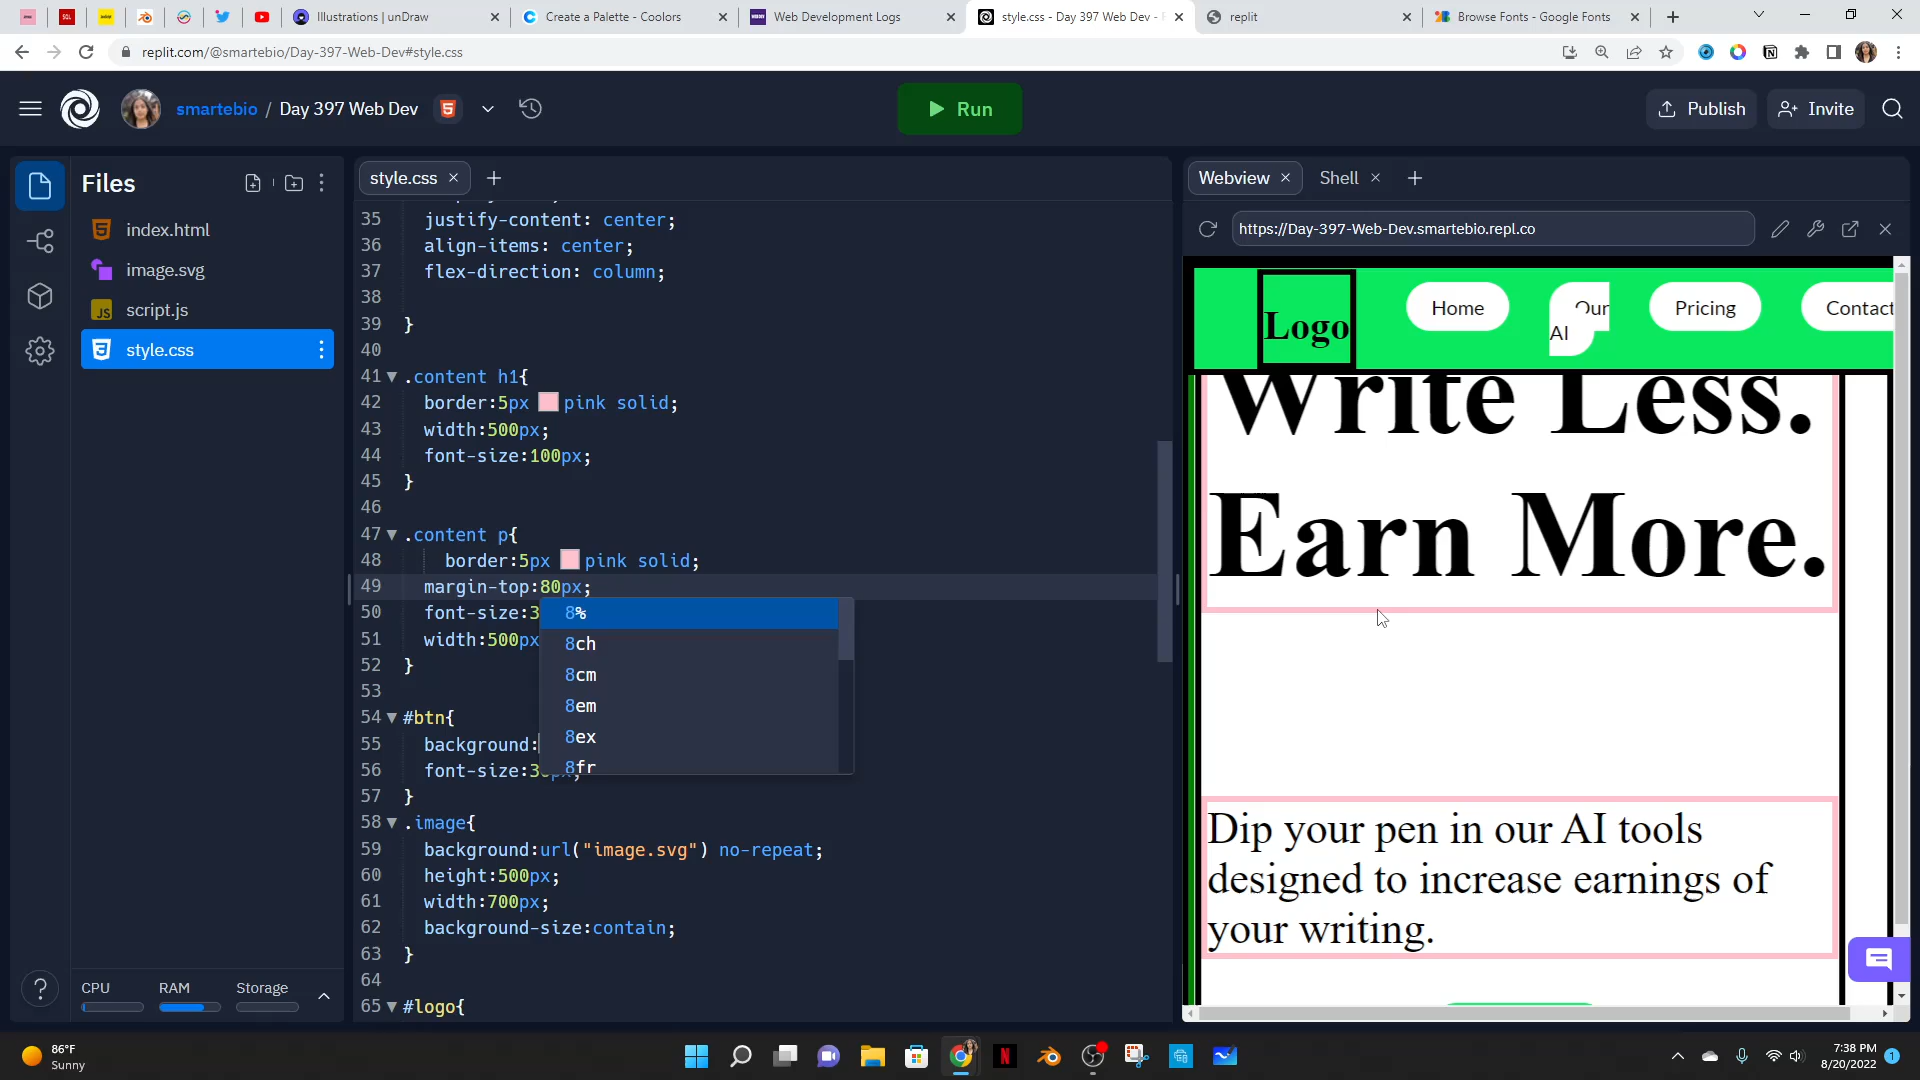 Illustrations | unDraw
Create a Palette - Coolors
Web Development Logs
style.css - Day 397 Web Dev -
replit
Browse Fonts - Google Fonts
replit.com/@smartebio/Day-397-Web-Dev#style.css
smartebio / Day 397 Web Dev
Run
Publish
Invite
Files
index.html
image.svg
script.js
style.css
CPU
RAM
Storage
style.css
35 justify-content: center;
36 align-items: center;
37 flex-direction: column;
38
39 }
40
41 .content h1{
42 border:5px pink solid;
43 width:500px;
44 font-size:100px;
45 }
46
47 .content p{
48 border:5px pink solid;
49 margin-top:80px;
50 font-size:3
51 width:500px
52 }
53
54 #btn{
55 background:
56 font-size:3
57 }
58 .image{
59 background:url("image.svg") no-repeat;
60 height:500px;
61 width:700px;
62 background-size:contain;
63 }
64
65 #logo{
8%
8ch
8cm
8em
8ex
8fr
Webview
Shell
https://Day-397-Web-Dev.smartebio.repl.co
Logo
Home
Our
AI
Pricing
Contact
Write Less.
Earn More.
Dip your pen in our AI tools
designed to increase earnings of
your writing.
86°F
Sunny
7:38 PM
8/20/2022
1